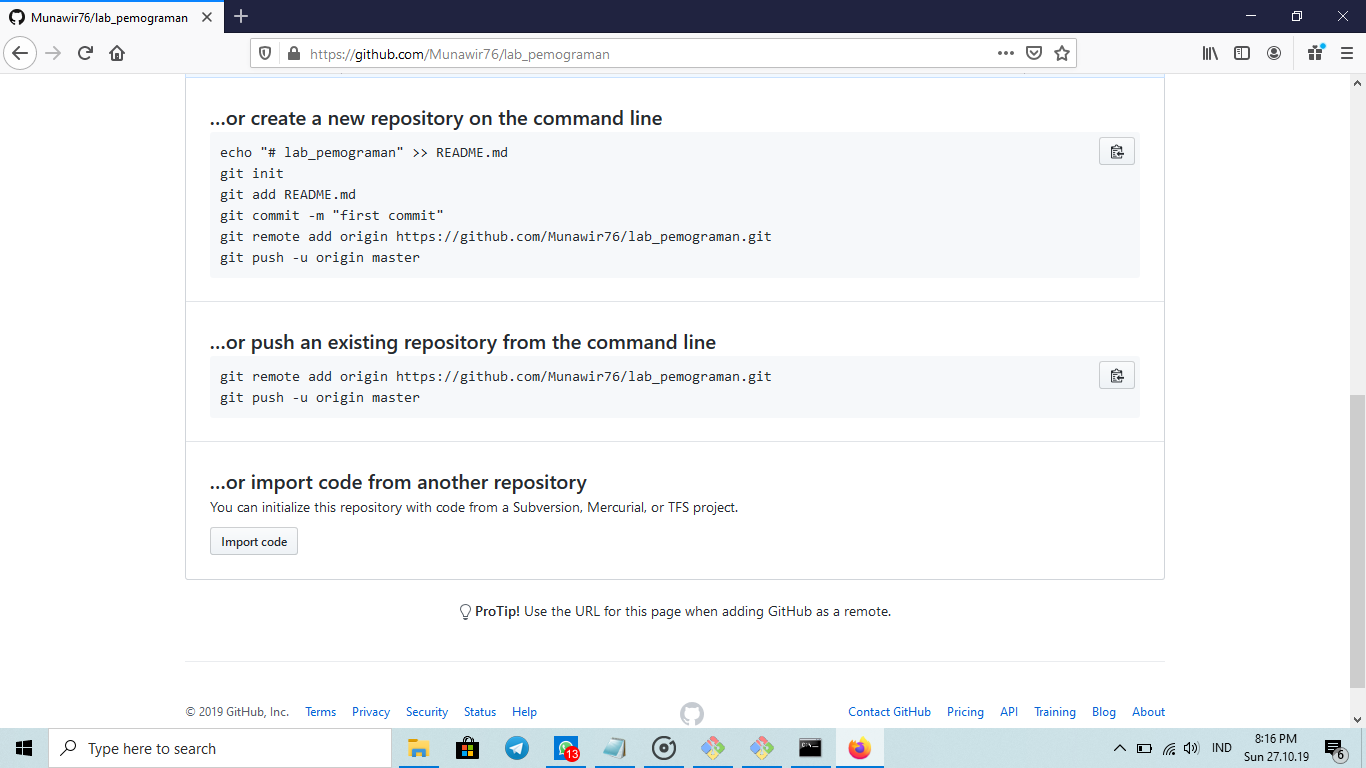 Munawir76/lab_pemograman
https://github.com/Munawir76/lab_pemograman
...or create a new repository on the command line
echo "# lab_pemograman" >> README.md
git init
git add README.md
git commit -m "first commit"
git remote add origin https://github.com/Munawir76/lab_pemograman.git
git push -u origin master
...or push an existing repository from the command line
git remote add origin https://github.com/Munawir76/lab_pemograman.git
git push -u origin master
...or import code from another repository
You can initialize this repository with code from a Subversion, Mercurial, or TFS project.
Import code
ProTip! Use the URL for this page when adding GitHub as a remote.
© 2019 GitHub, Inc. Terms Privacy Security Status Help Contact GitHub Pricing API Training Blog About
Type here to search
13
IND
8:16 PM
Sun 27.10.19
6